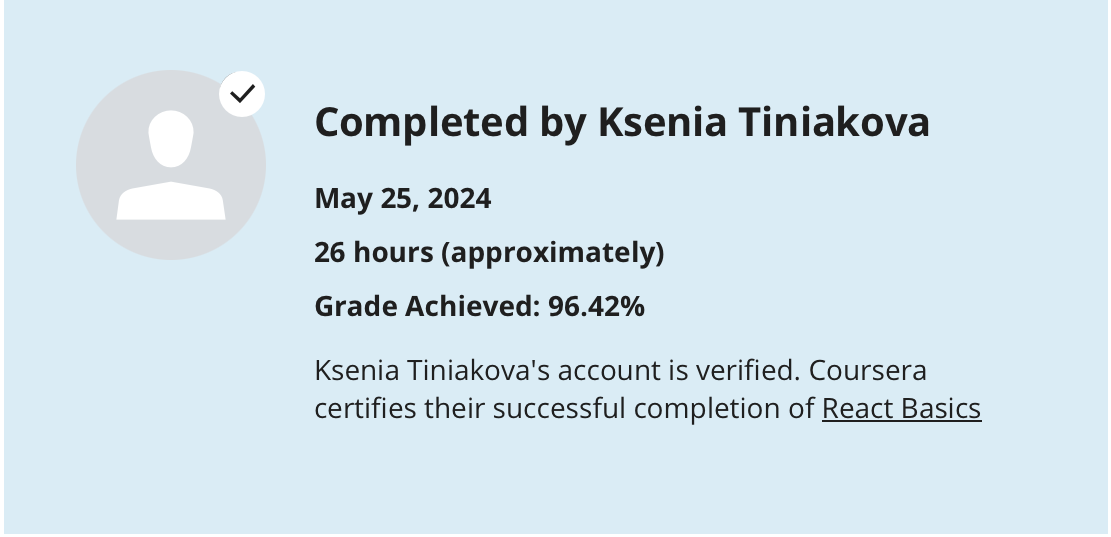 Completed by Ksenia Tiniakova
May 25, 2024
26 hours (approximately)
Grade Achieved: 96.42%
Ksenia Tiniakova's account is verified. Coursera
certifies their successful completion of React Basics